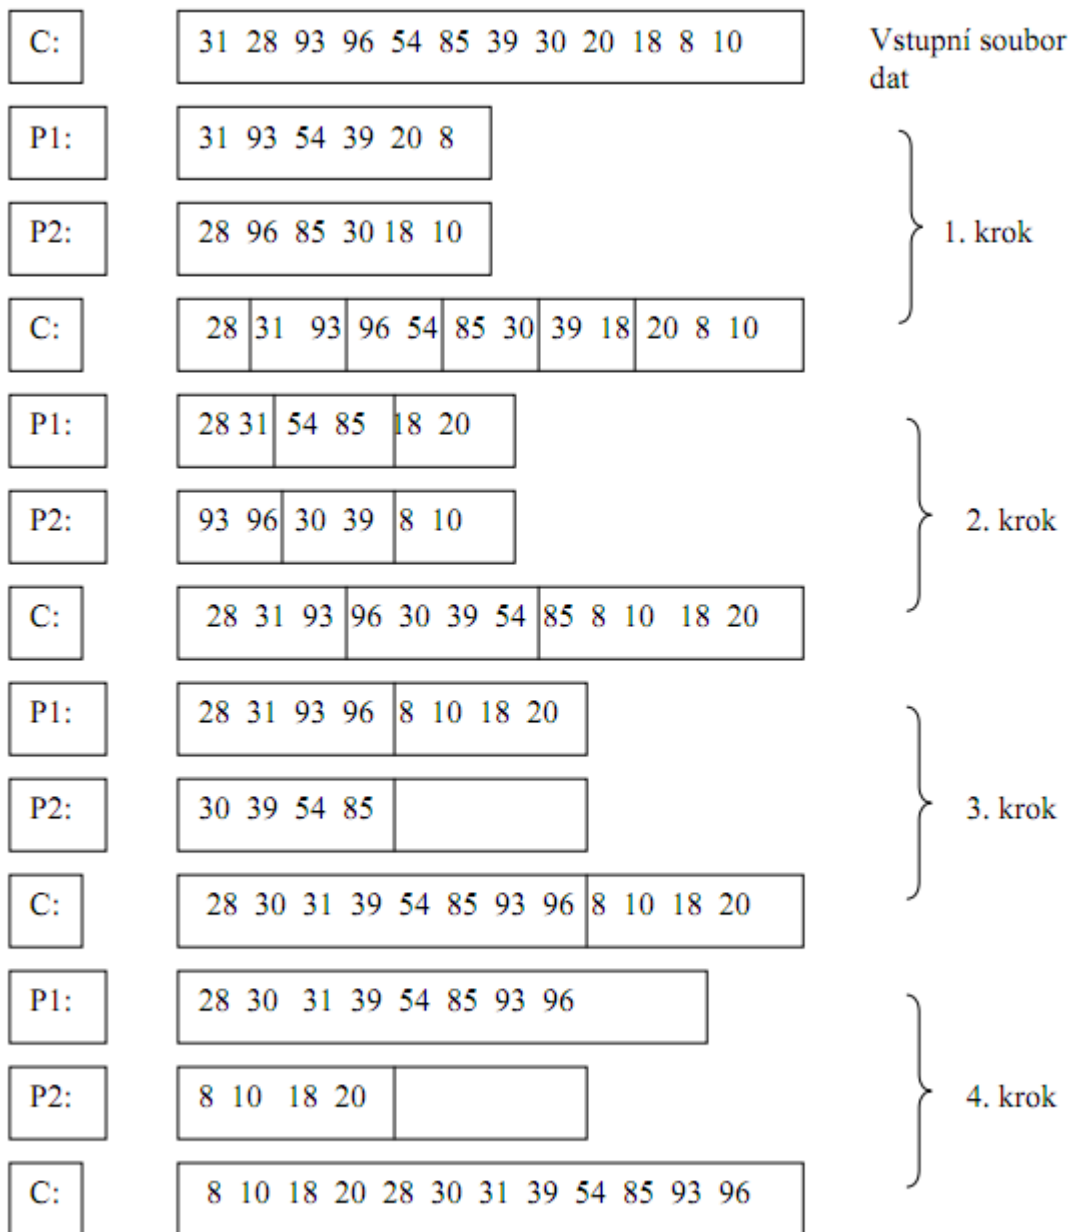 C: 31 28 93 96 54 85 39 30 20 18 8 10 Vstupní soubor
dat
P1: 31 93 54 39 20 8
P2: 28 96 85 30 18 10 1. krok
C: 28 31 93 96 54 85 30 39 18 20 8 10
P1: 28 31 54 85 18 20
P2: 93 96 30 39 8 10 2. krok
C: 28 31 93 96 30 39 54 85 8 10 18 20
P1: 28 31 93 96 8 10 18 20
P2: 30 39 54 85 3. krok
C: 28 30 31 39 54 85 93 96 8 10 18 20
P1: 28 30 31 39 54 85 93 96
P2: 8 10 18 20 4. krok
C: 8 10 18 20 28 30 31 39 54 85 93 96